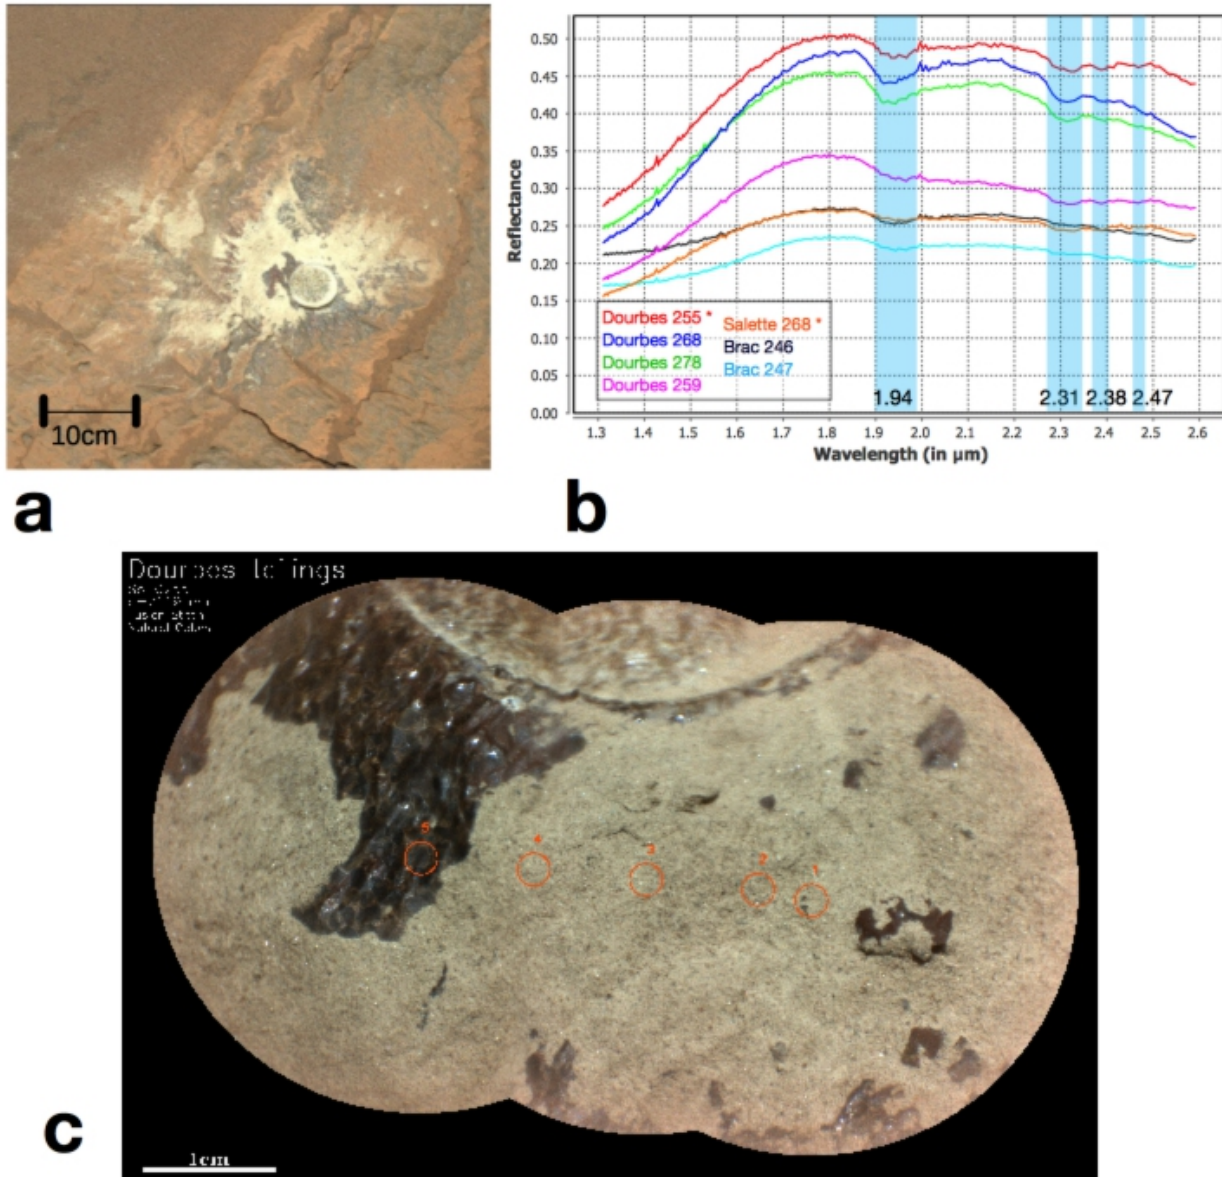 10cm
a
0.50
0.45
0.40
0.35
0.30
0.25
0.20
0.15
0.10
0.05
0.00
Reflectance
Dourbes 255 *
Dourbes 268
Dourbes 278
Dourbes 259
Salette 268 *
Brac 246
Brac 247
1.94 2.31 2.38 2.47
1.3 1.4 1.5 1.6 1.7 1.8 1.9 2.0 2.1 2.2 2.3 2.4 2.5 2.6
Wavelength (in µm)
b
Dourbes
Natural
5 4 3 2 1
1cm
c